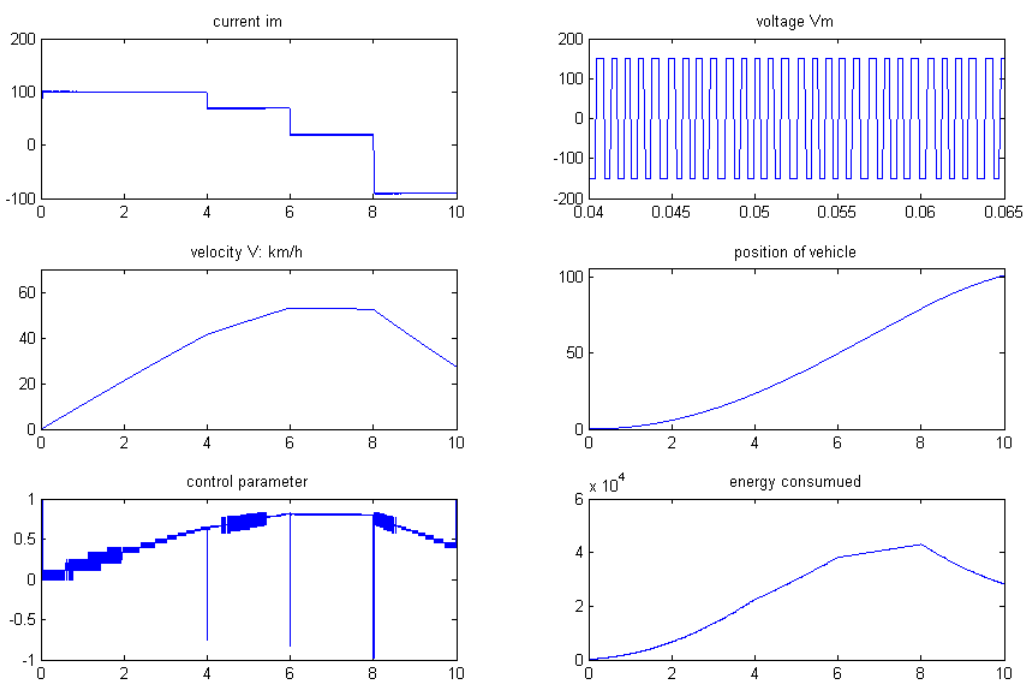 current im
200
100
0
-100
0 2 4 6 8 10
voltage Vm
200
100
0
-100
-200
0.04 0.045 0.05 0.055 0.06 0.065
velocity V: km/h
60
40
20
0
0 2 4 6 8 10
position of vehicle
100
50
0
0 2 4 6 8 10
control parameter
1
0.5
0
-0.5
-1
0 2 4 6 8 10
energy consumued
x 10^4
6
4
2
0
0 2 4 6 8 10